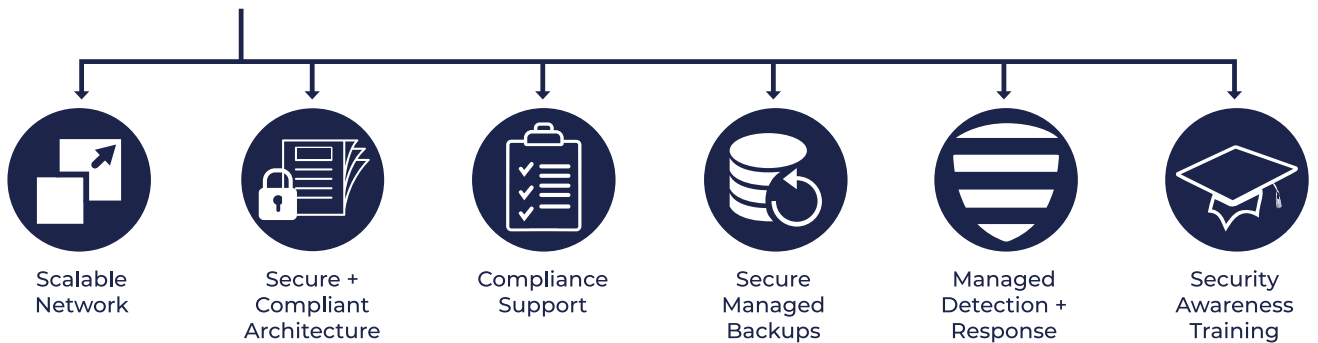 Scalable
Network
Secure +
Compliant
Architecture
Compliance
Support
Secure
Managed
Backups
Managed
Detection +
Response
Security
Awareness
Training